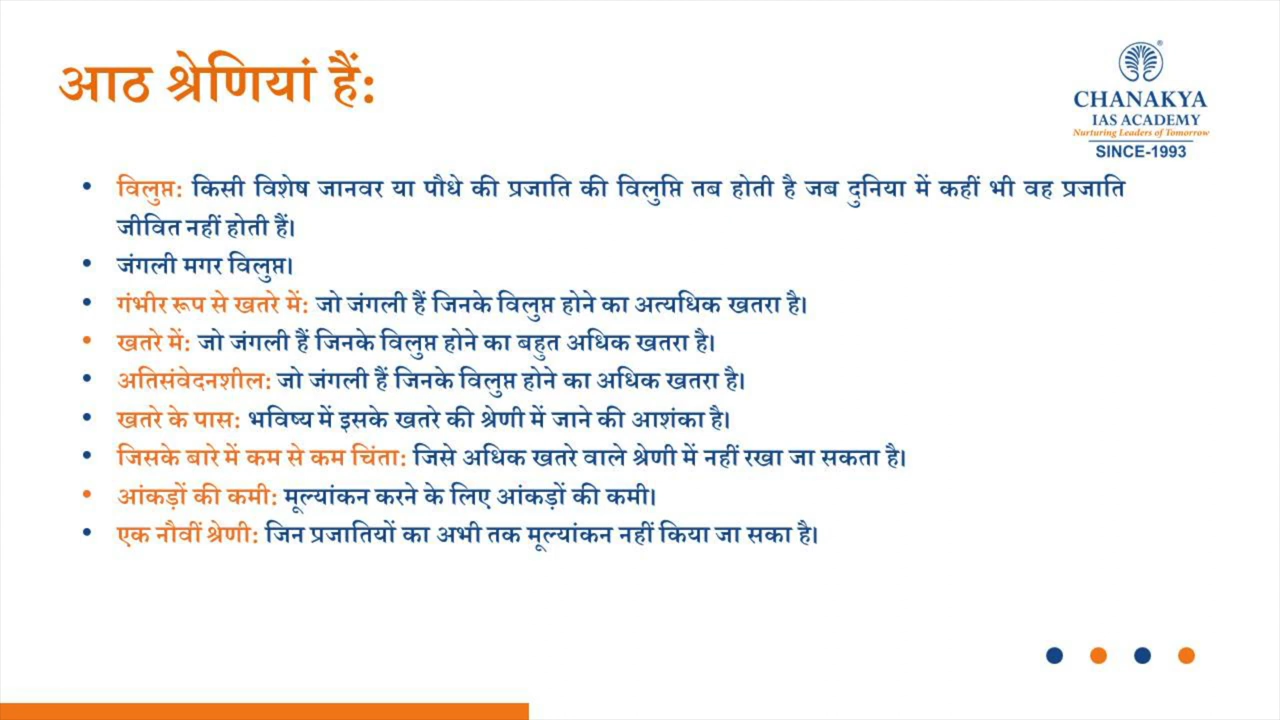 आठ श्रेणियां हैं:
CHANAKYA
IAS ACADEMY
Nurturing Leaders of Tomorrow
SINCE-1993
• विलुप्त: किसी विशेष जानवर या पौधे की प्रजाति की विलुप्ति तब होती है जब दुनिया में कहीं भी वह प्रजाति
जीवित नहीं होती हैं।
• जंगली मगर विलुप्त।
• गंभीर रूप से खतरे में: जो जंगली हैं जिनके विलुप्त होने का अत्यधिक खतरा है।
• खतरे में: जो जंगली हैं जिनके विलुप्त होने का बहुत अधिक खतरा है।
• अतिसंवेदनशील: जो जंगली हैं जिनके विलुप्त होने का अधिक खतरा है।
• खतरे के पास: भविष्य में इसके खतरे की श्रेणी में जाने की आशंका है।
• जिसके बारे में कम से कम चिंता: जिसे अधिक खतरे वाले श्रेणी में नहीं रखा जा सकता है।
• आंकड़ों की कमी: मूल्यांकन करने के लिए आंकड़ों की कमी।
• एक नौवीं श्रेणी: जिन प्रजातियों का अभी तक मूल्यांकन नहीं किया जा सका है।